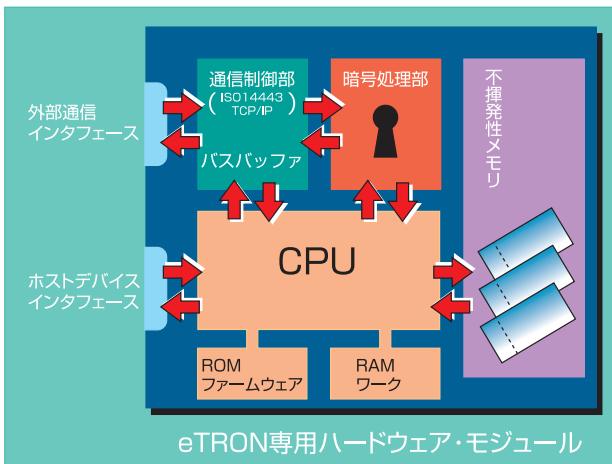 通信制御部
(ISO14443
TCP/IP)
バスバッファ
暗号処理部
不揮発性メモリ
外部通信
インタフェース
CPU
ホストデバイス
インタフェース
ROM
ファームウェア
RAM
ワーク
eTRON専用ハードウェア・モジュール